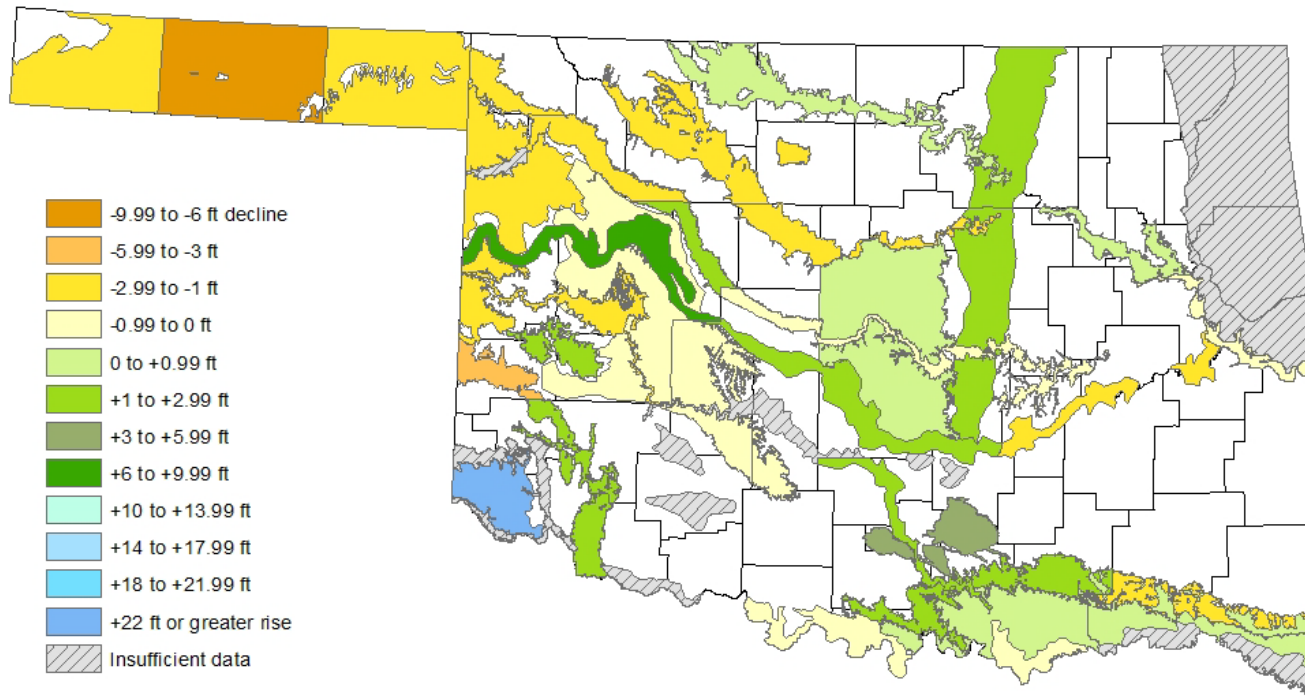 -9.99 to -6 ft decline
-5.99 to -3 ft
-2.99 to -1 ft
-0.99 to 0 ft
0 to +0.99 ft
+1 to +2.99 ft
+3 to +5.99 ft
+6 to +9.99 ft
+10 to +13.99 ft
+14 to +17.99 ft
+18 to +21.99 ft
+22 ft or greater rise
Insufficient data